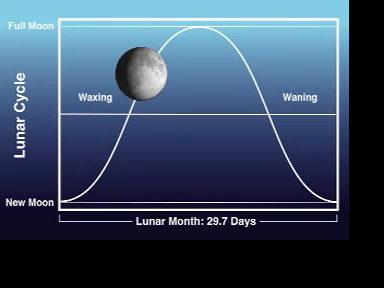 Full Moon
Lunar Cycle
Waxing
Waning
New Moon
Lunar Month: 29.7 Days